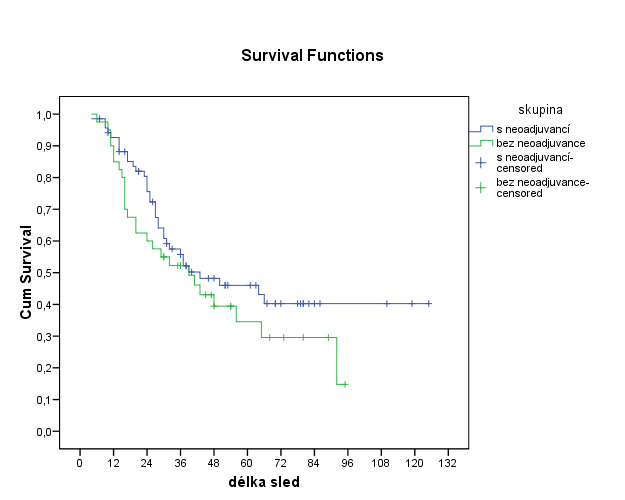 Survival Functions
skupina
s neoadjuvancí
bez neoadjuvance
s neoadjuvancí-
censored
bez neoadjuvance-
censored
Cum Survival
1,0
0,9
0,8
0,7
0,6
0,5
0,4
0,3
0,2
0,1
0,0
0 12 24 36 48 60 72 84 96 108 120 132
délka sled